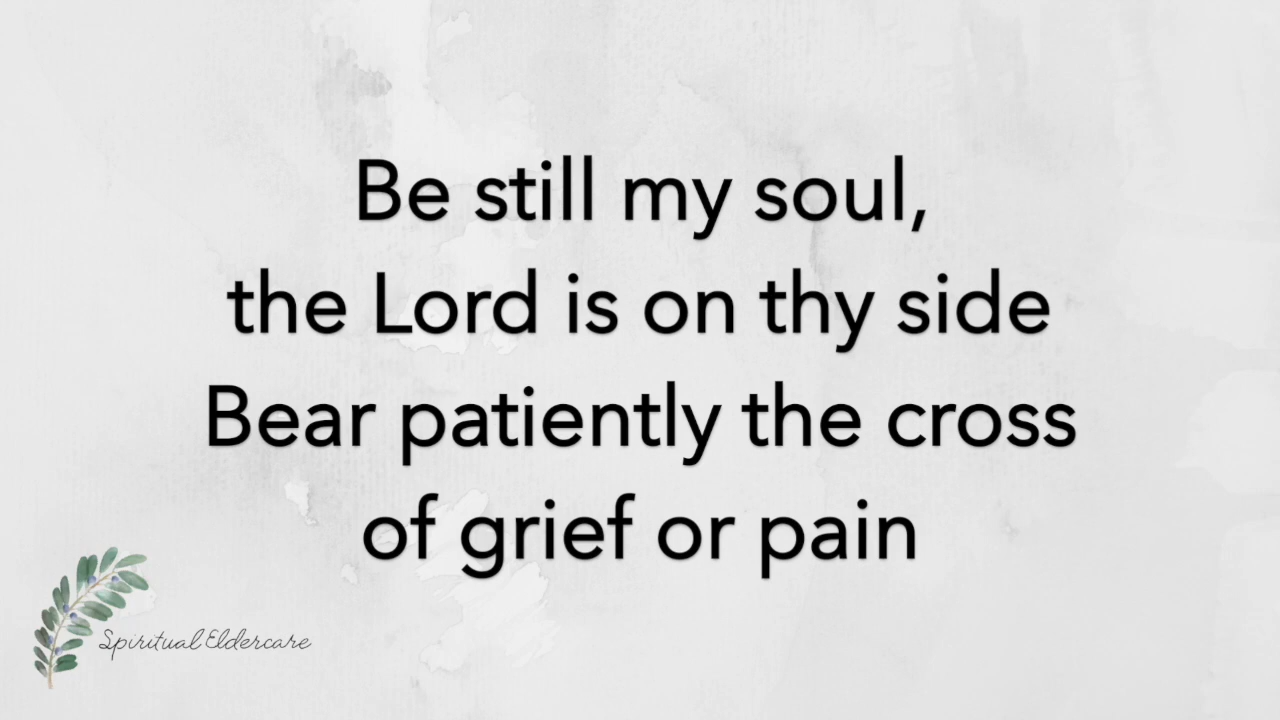 Be still my soul,
the Lord is on thy side
Bear patiently the cross
of grief or pain
Spiritual Eldercare